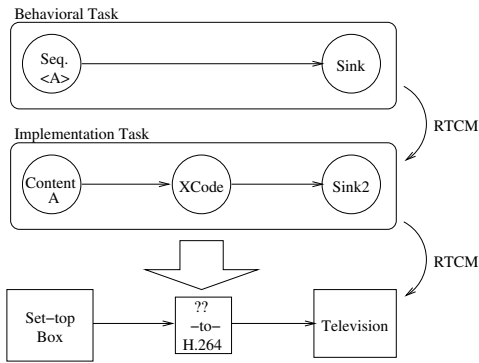 Behavioral Task
Seq.
<A>
Sink
RTCM
Implementation Task
Content
A
XCode
Sink2
RTCM
Set-top
Box
??
-to-
H.264
Television